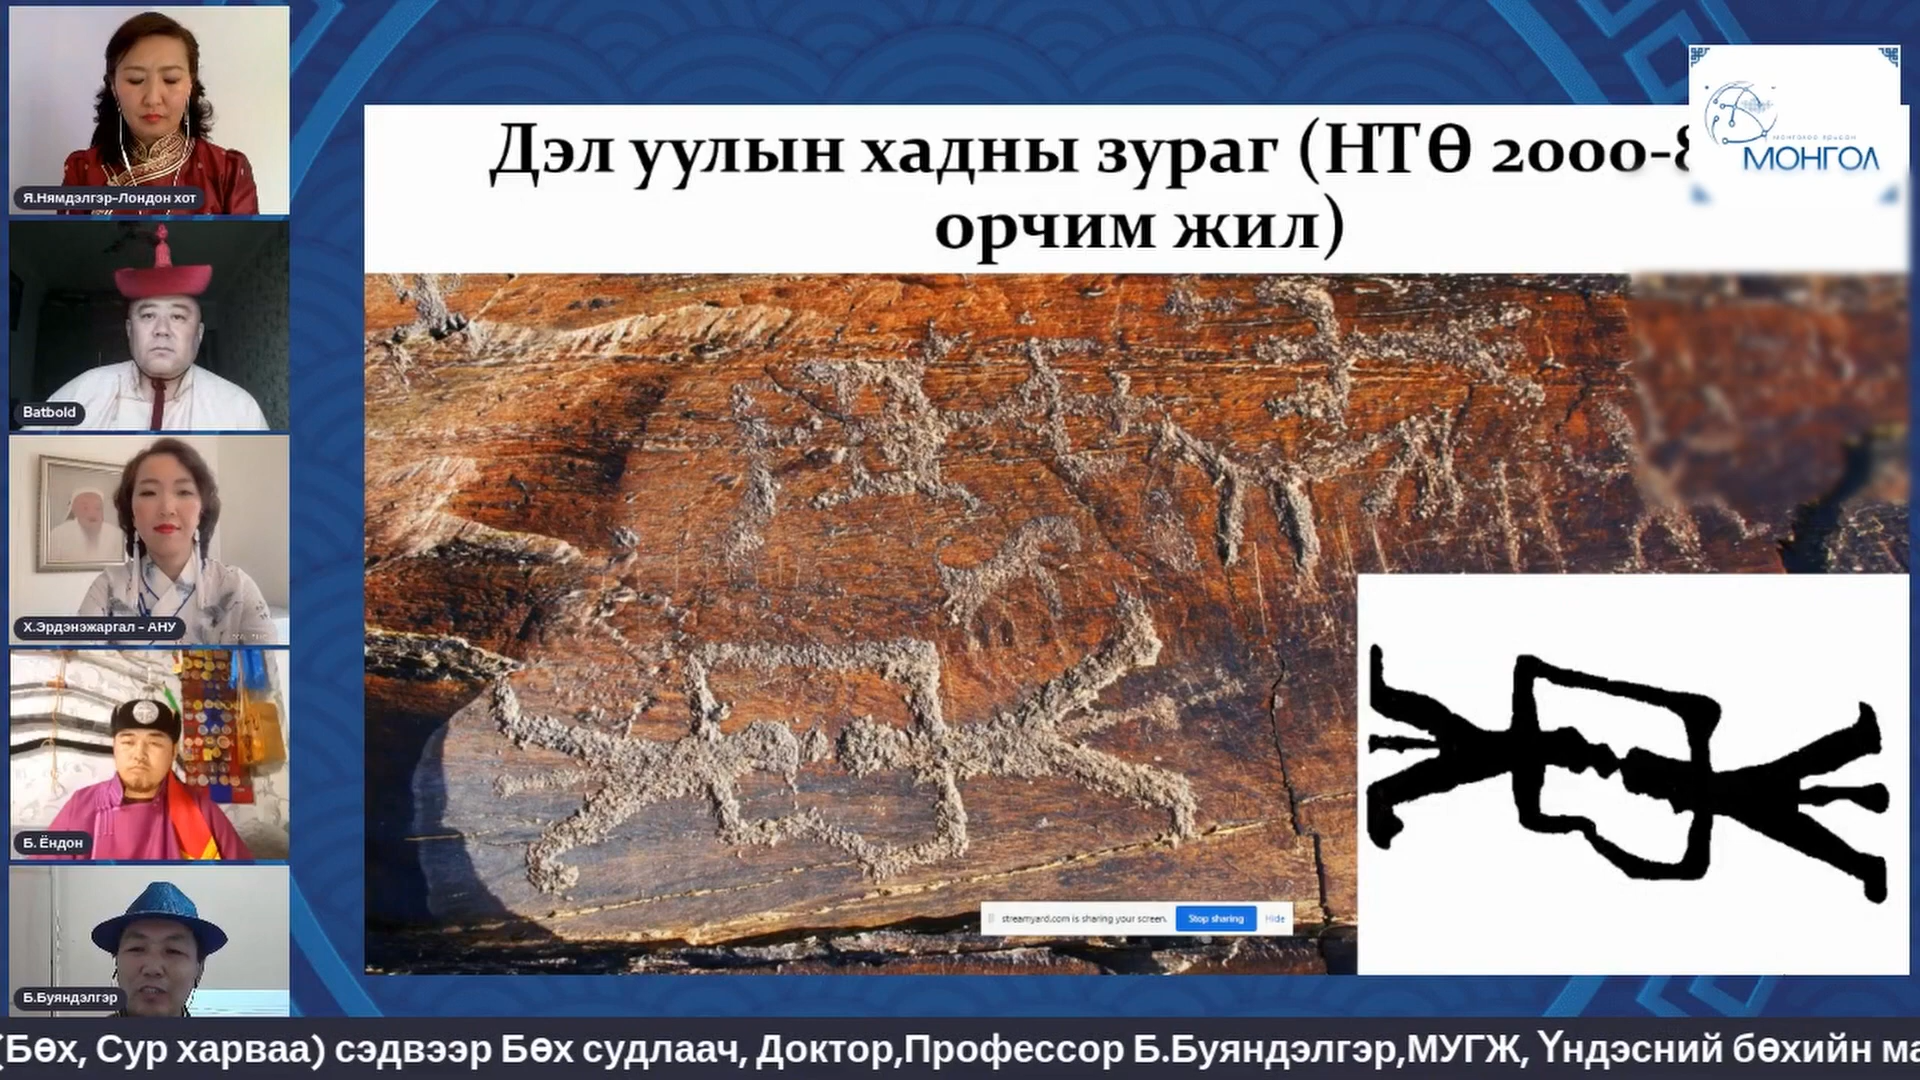 Я.Нямдэлгэр-Лондон хот
Batbold
Х.Эрдэнэжаргал - АНУ
Б. Ёндон
Б.Буяндэлгэр
Дэл уулын хадны зураг (НТӨ 2000-8
орчим жил)
МОНГОЛ
streamyard.com is sharing your screen. Stop sharing Hide
(Бөх, Сур харваа) сэдвээр Бөх судлаач, Доктор,Профессор Б.Буяндэлгэр,МУГЖ, Үндэсний бөхийн ма